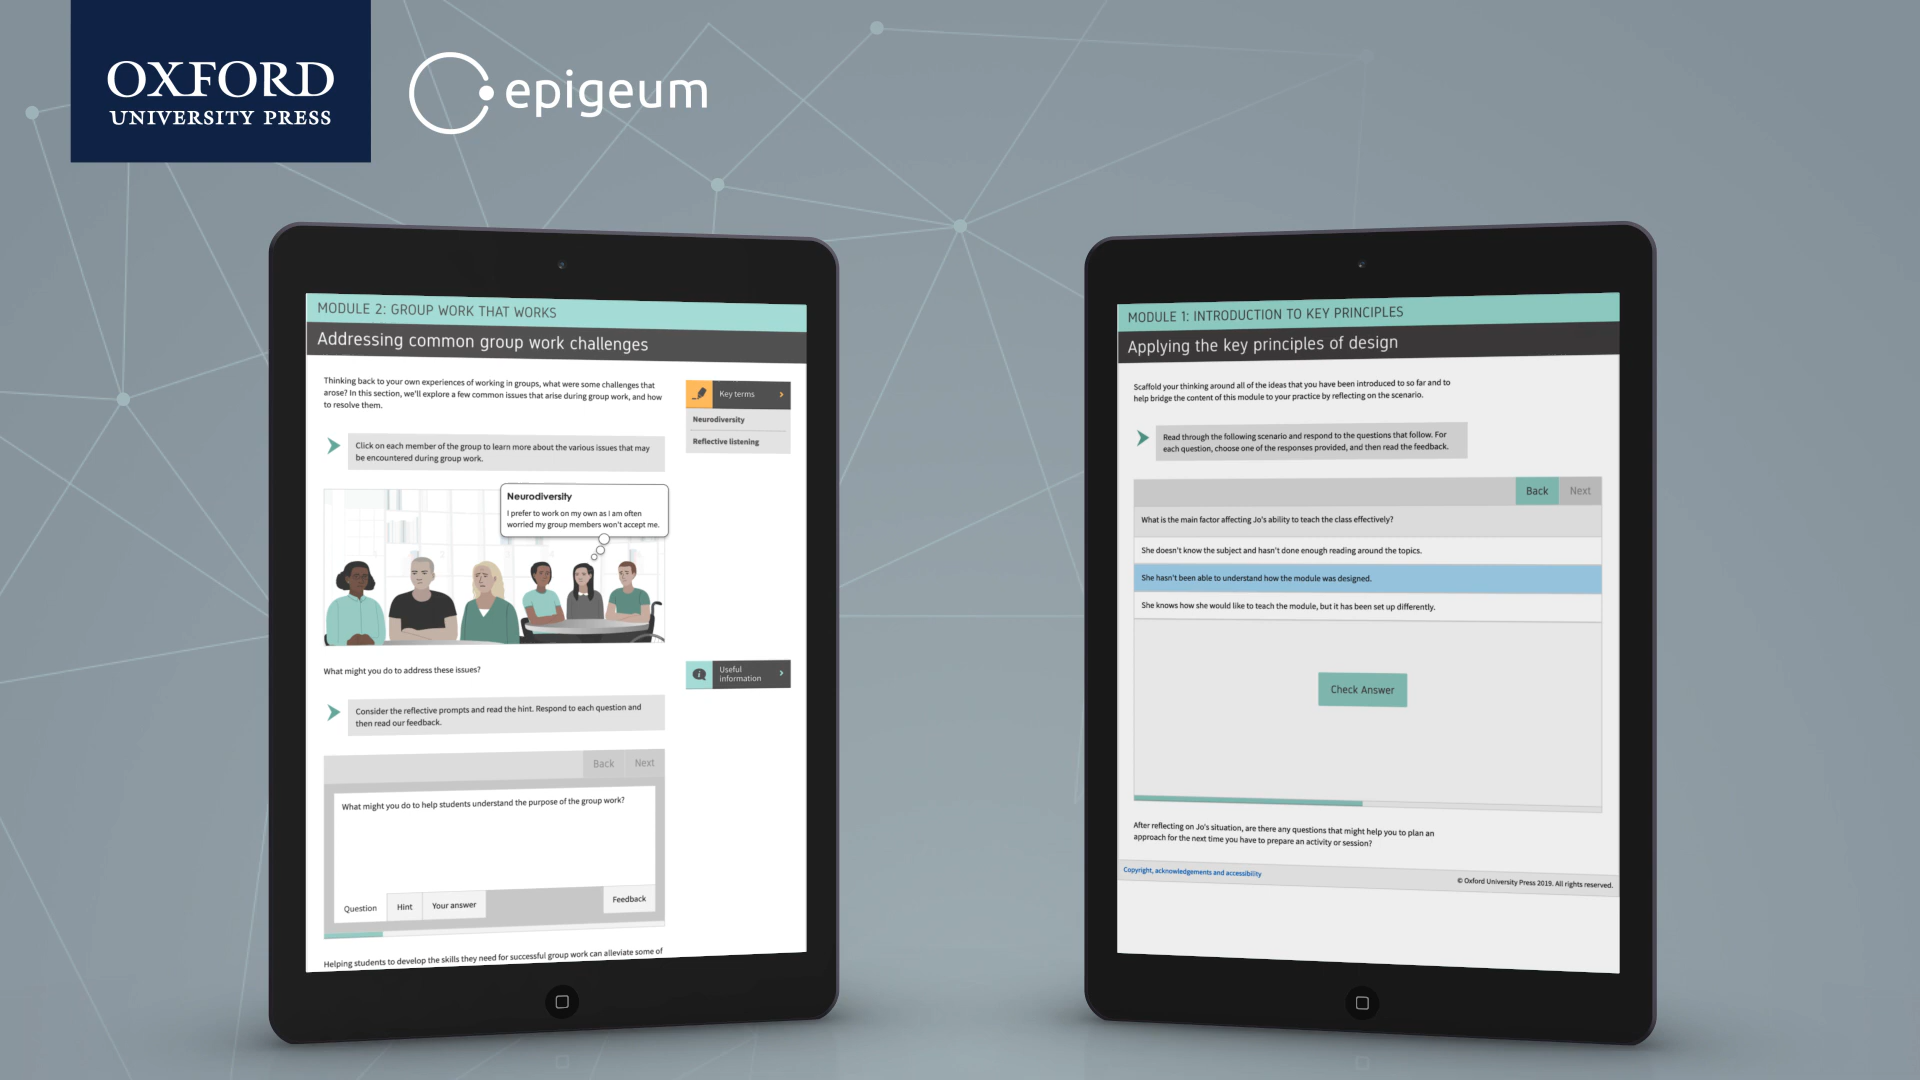 OXFORD
UNIVERSITY PRESS
epigeum
MODULE 2: GROUP WORK THAT WORKS
Addressing common group work challenges
Thinking back to your own experiences of working in groups, what were some challenges that
arose? In this section, we'll explore a few common issues that arise during group work, and how
to resolve them.
Key terms
Neurodiversity
Reflective listening
Click on each member of the group to learn more about the various issues that may
be encountered during group work.
Neurodiversity
I prefer to work on my own as I am often
worried my group members won't accept me.
What might you do to address these issues?
Useful
information
Consider the reflective prompts and read the hint. Respond to each question and
then read our feedback.
Back Next
What might you do to help students understand the purpose of the group work?
Question Hint Your answer Feedback
Helping students to develop the skills they need for successful group work can alleviate some of
MODULE 1: INTRODUCTION TO KEY PRINCIPLES
Applying the key principles of design
Scaffold your thinking around all of the ideas that you have been introduced to so far and to
help bridge the content of this module to your practice by reflecting on the scenario.
Read through the following scenario and respond to the questions that follow. For
each question, choose one of the responses provided, and then read the feedback.
Back Next
What is the main factor affecting Jo's ability to teach the class effectively?
She doesn't know the subject and hasn't done enough reading around the topics.
She hasn't been able to understand how the module was designed.
She knows how she would like to teach the module, but it has been set up differently.
Check Answer
After reflecting on Jo's situation, are there any questions that might help you to plan an
approach for the next time you have to prepare an activity or session?
Copyright, acknowledgements and accessibility
© Oxford University Press 2019. All rights reserved.